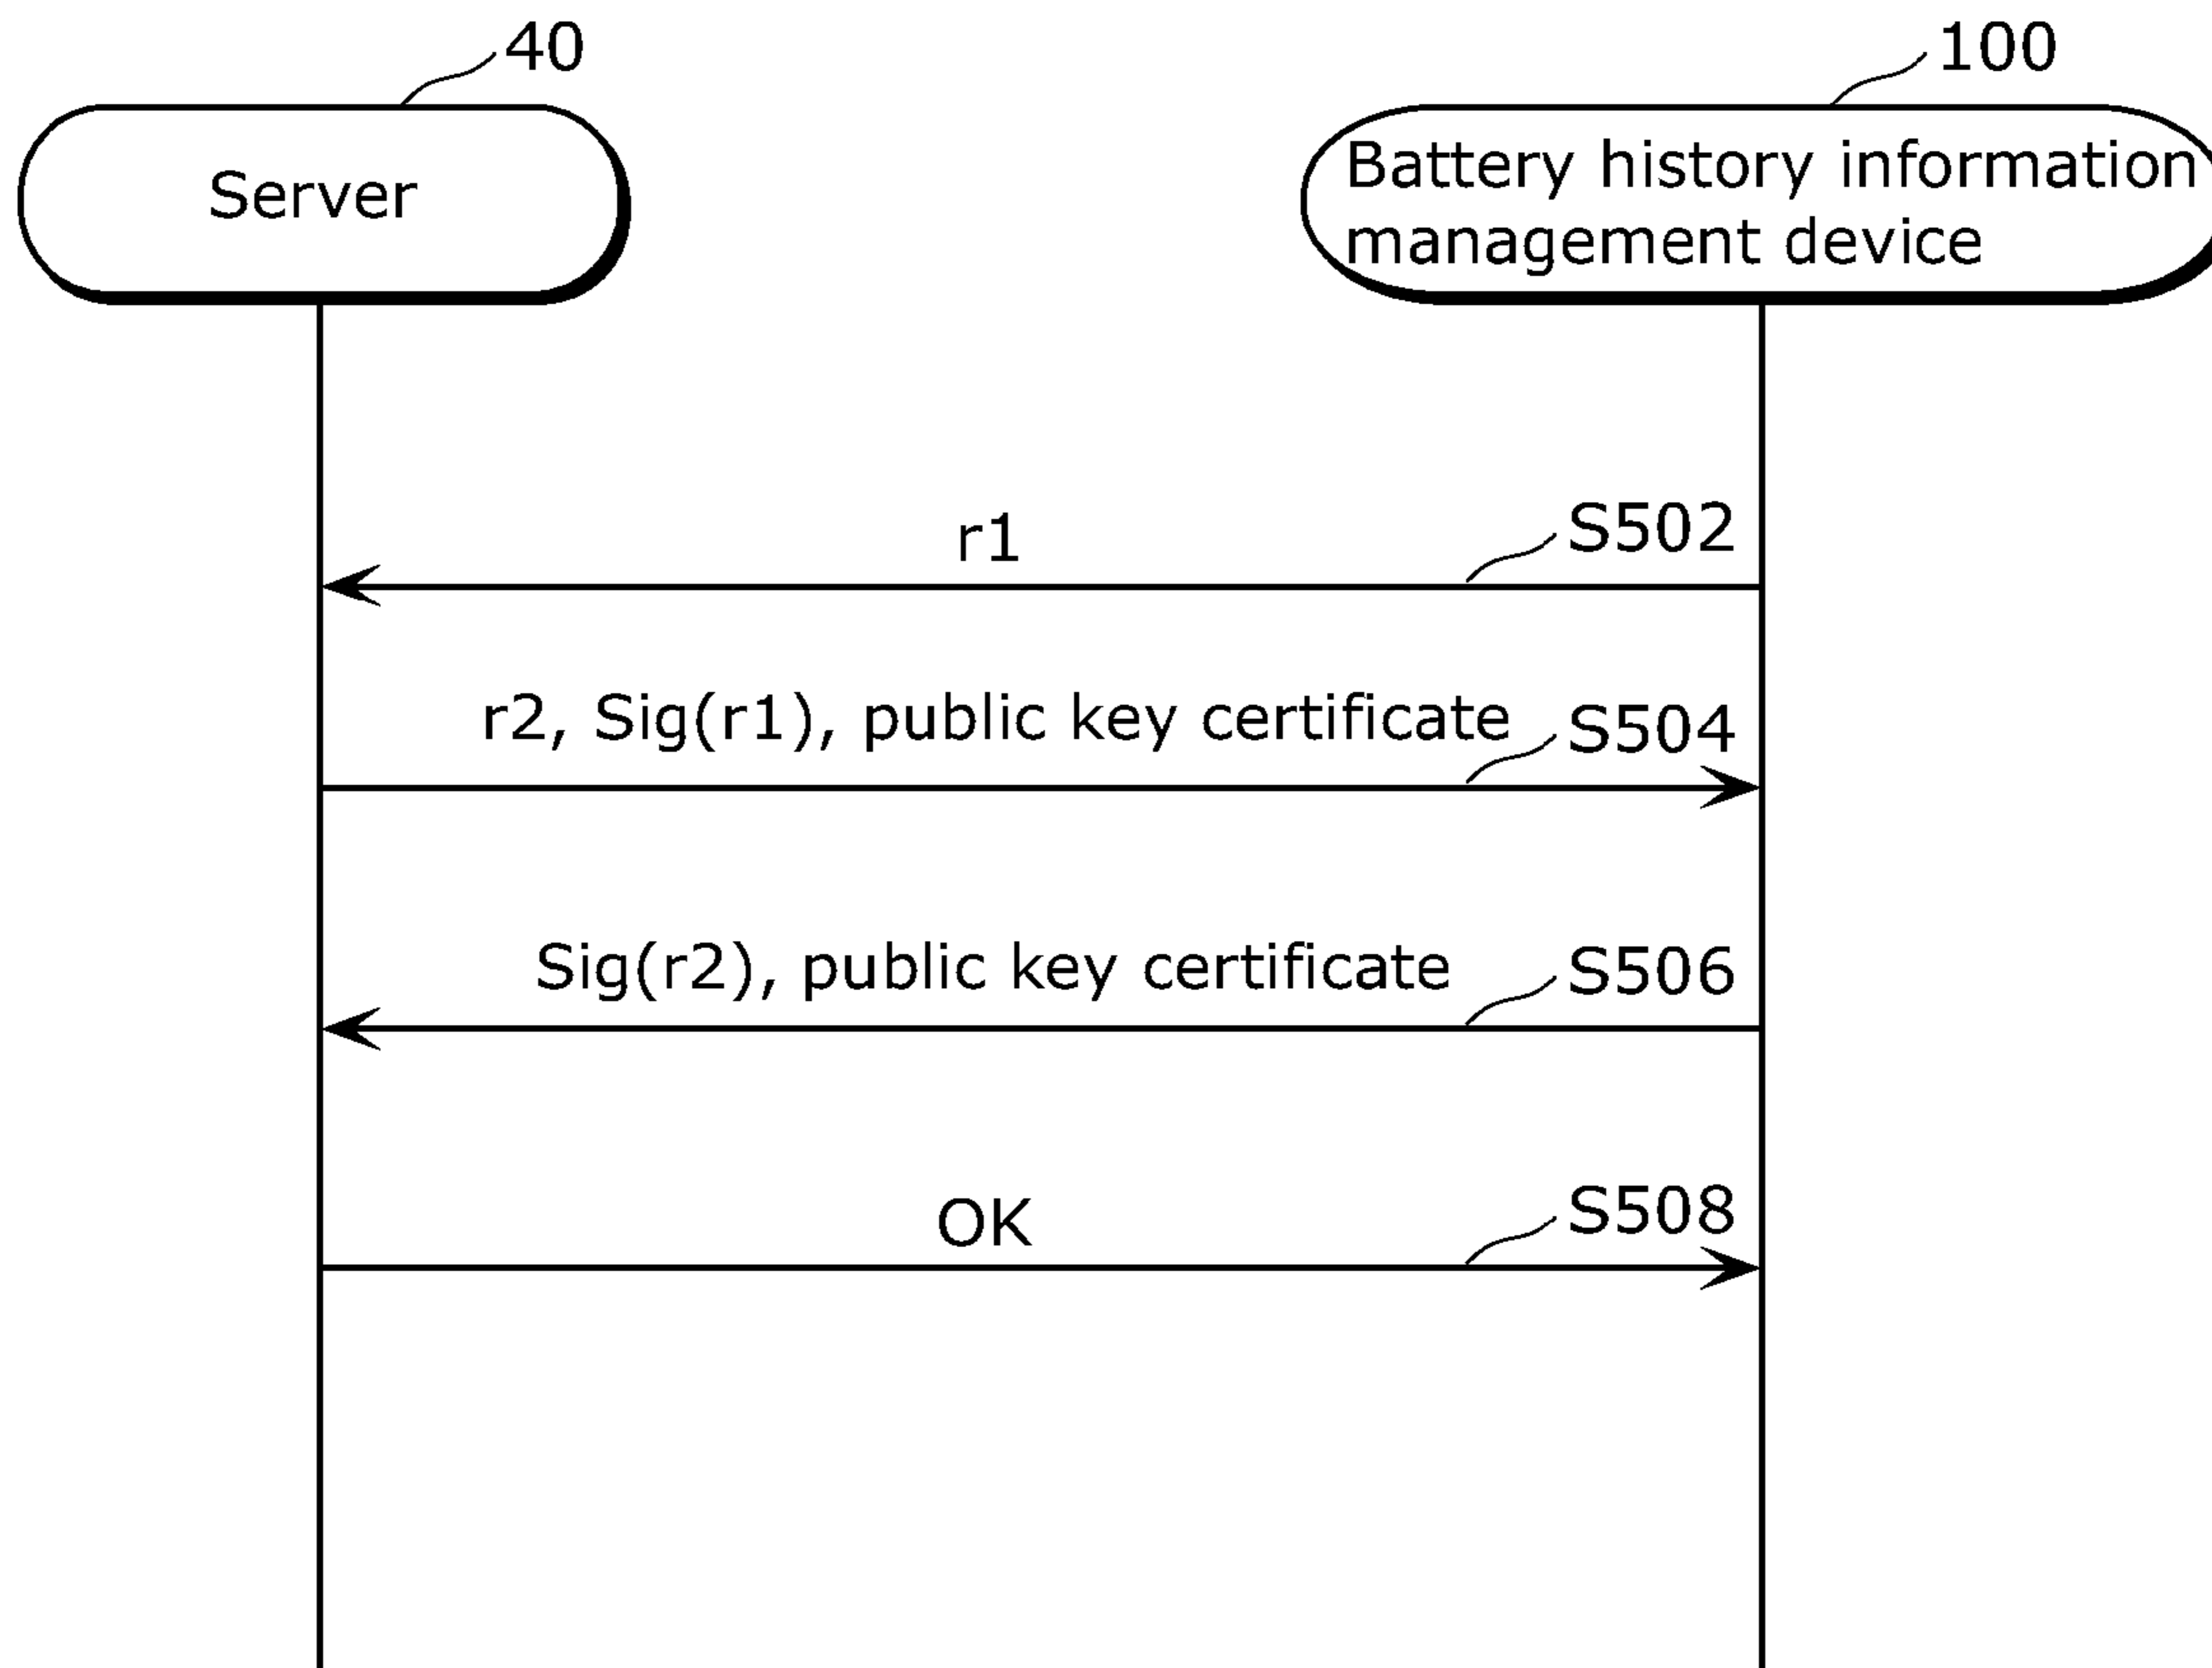 40
100
Server
Battery history information
management device
r1
S502
r2, Sig(r1), public key certificate
S504
Sig(r2), public key certificate
S506
OK
S508